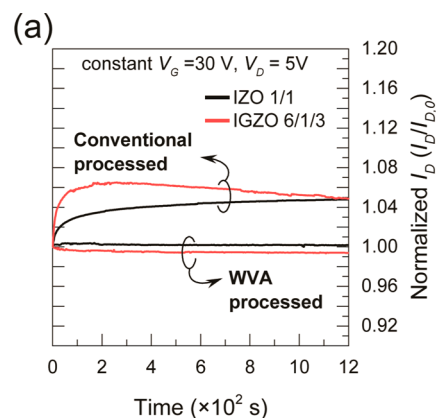 (a)
constant V_G =30 V, V_D = 5V
IZO 1/1
IGZO 6/1/3
Conventional
processed
WVA
processed
1.20
1.16
1.12
1.08
1.04
1.00
0.96
0.92
Normalized I_D (I_D/I_D,0)
0 2 4 6 8 10 12
Time (×10² s)